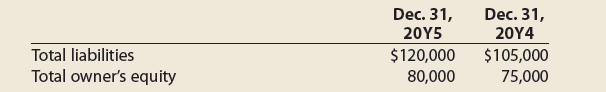 Dec. 31, Dec. 31,
20Y5 20Y4
Total liabilities $120,000 $105,000
Total owner's equity 80,000 75,000